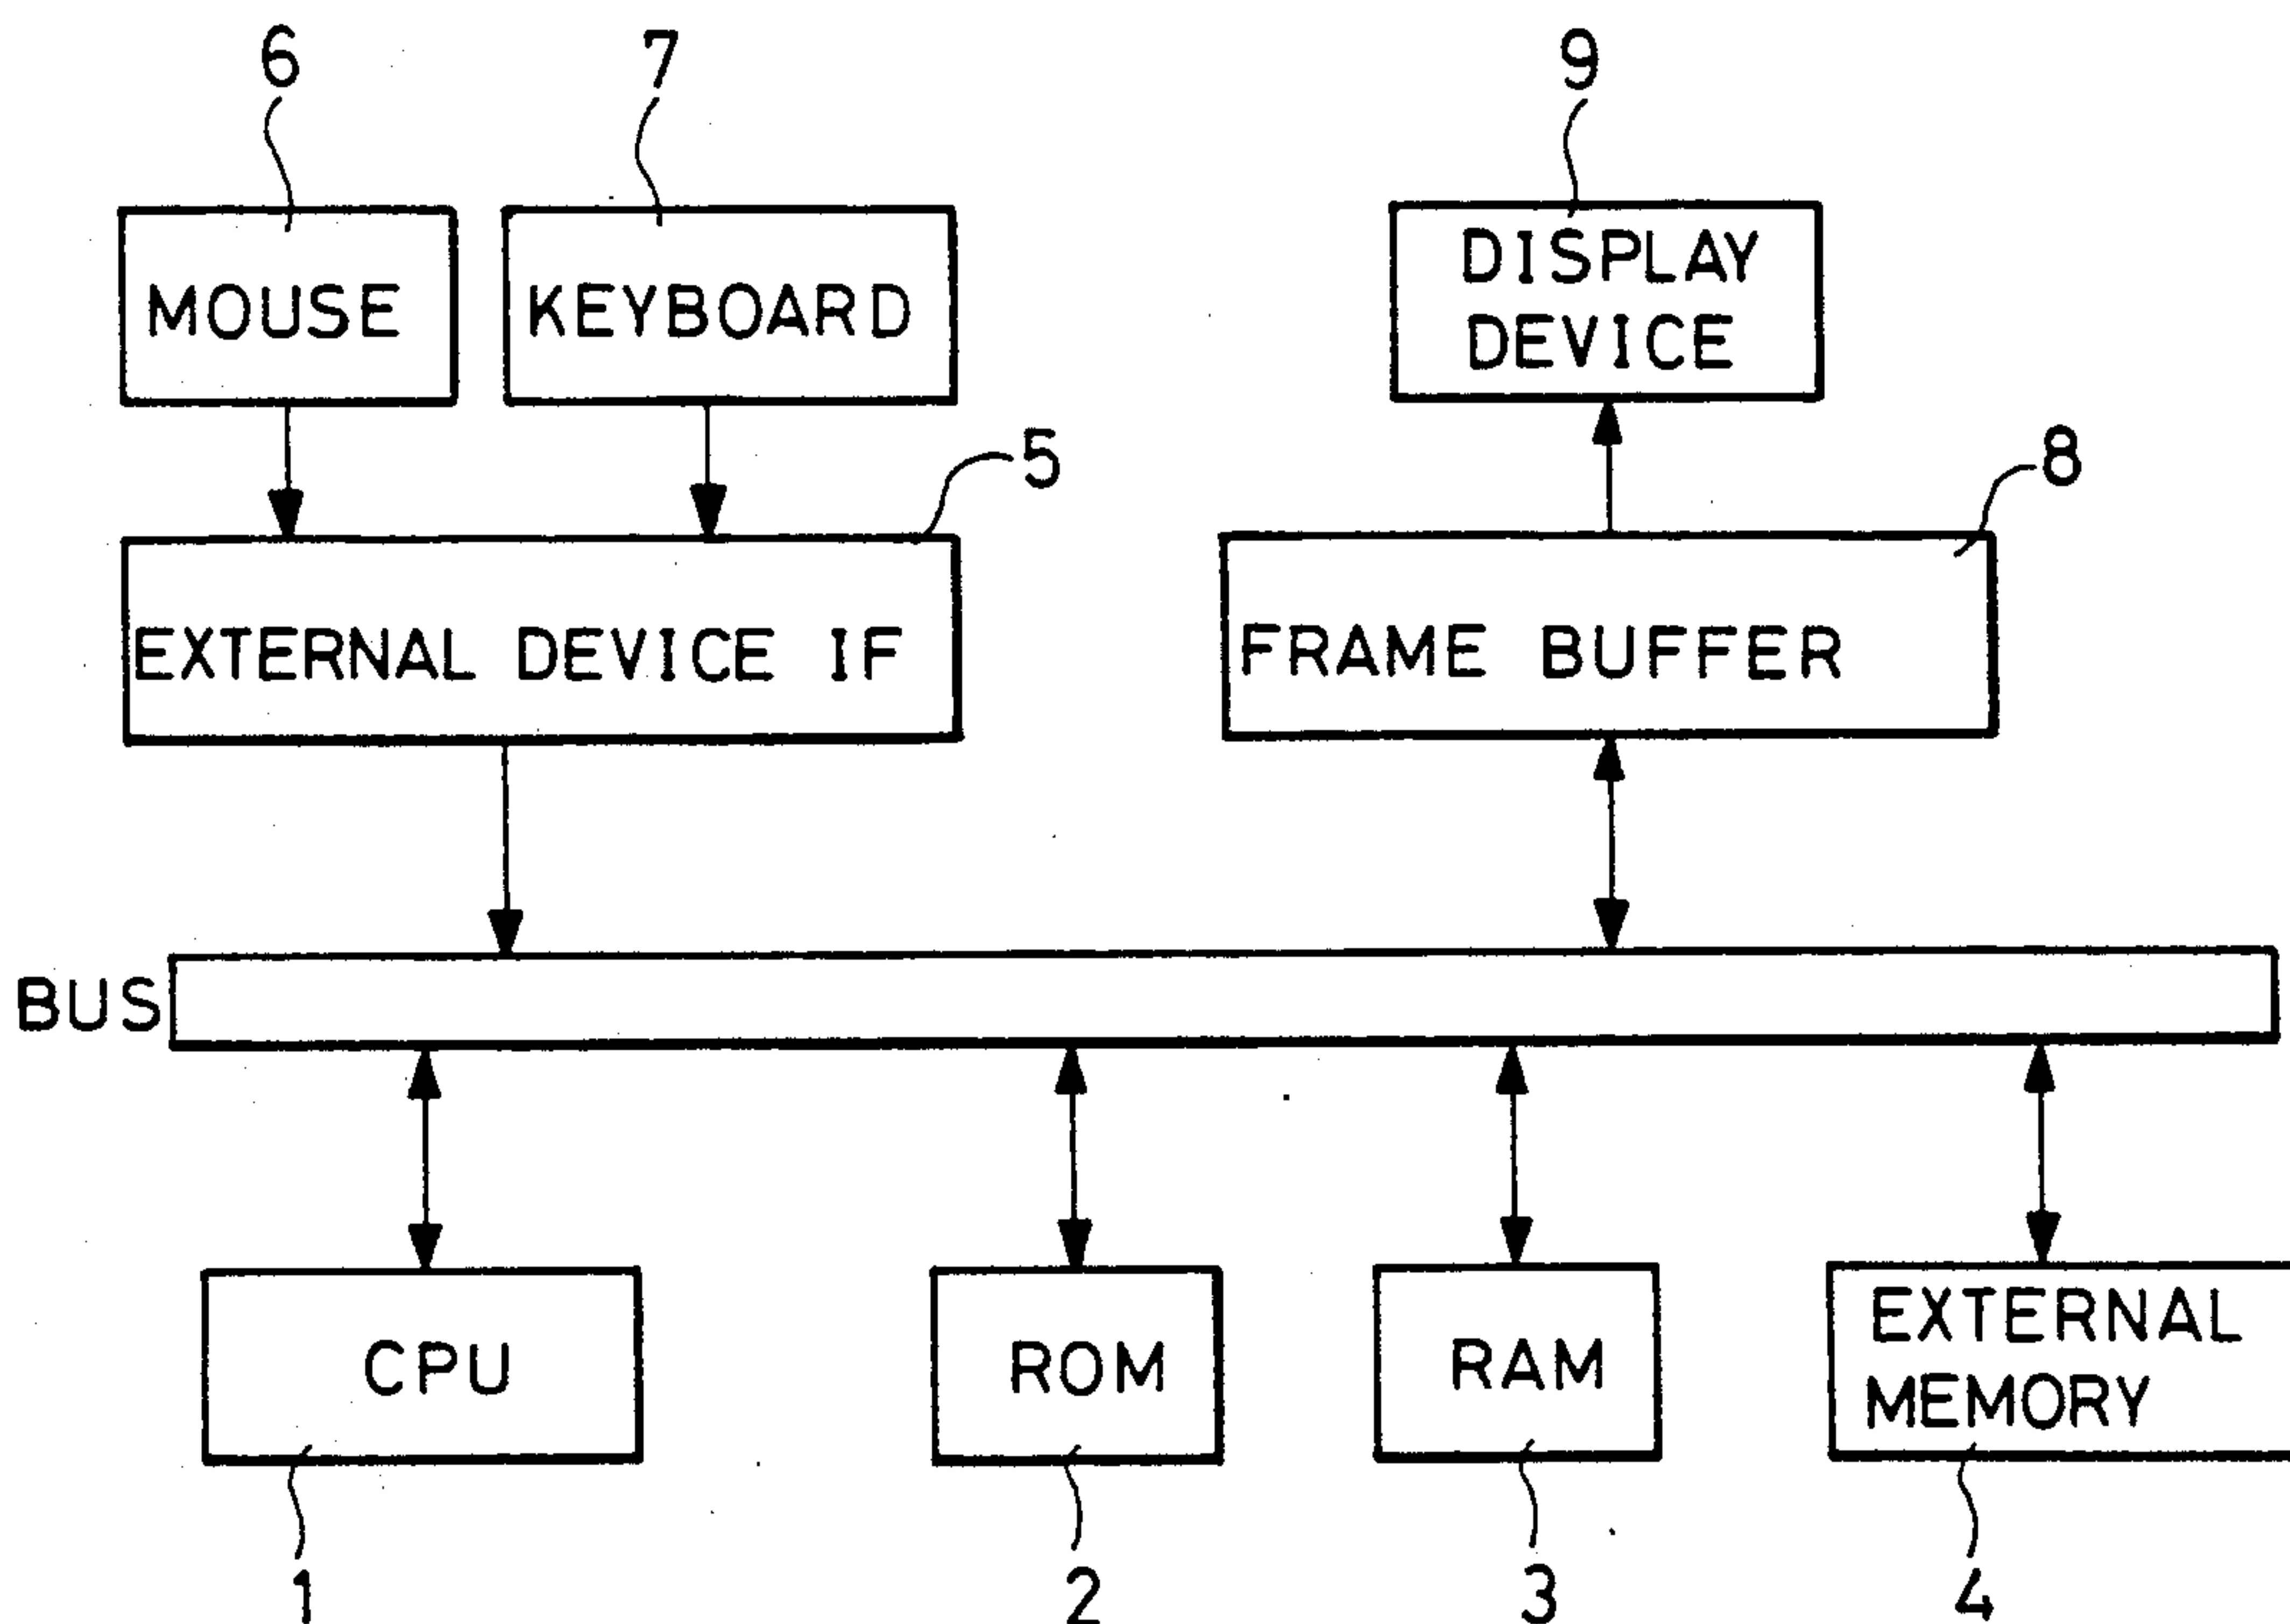 6
7
9
MOUSE
KEYBOARD
DISPLAY
DEVICE
5
8
EXTERNAL DEVICE IF
FRAME BUFFER
BUS
CPU
ROM
RAM
EXTERNAL
MEMORY
1
2
3
4